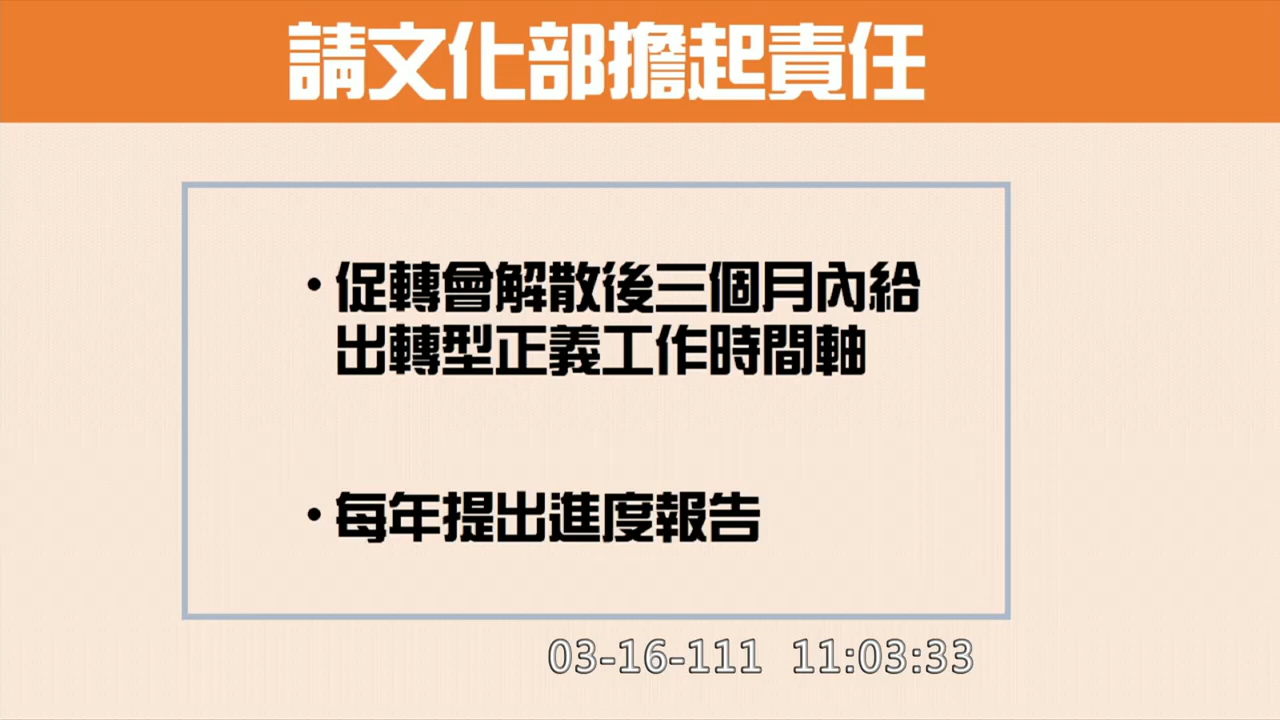 請文化部擔起責任
•促轉會解散後三個月內給
出轉型正義工作時間軸
•每年提出進度報告
03-16-111 11:03:33